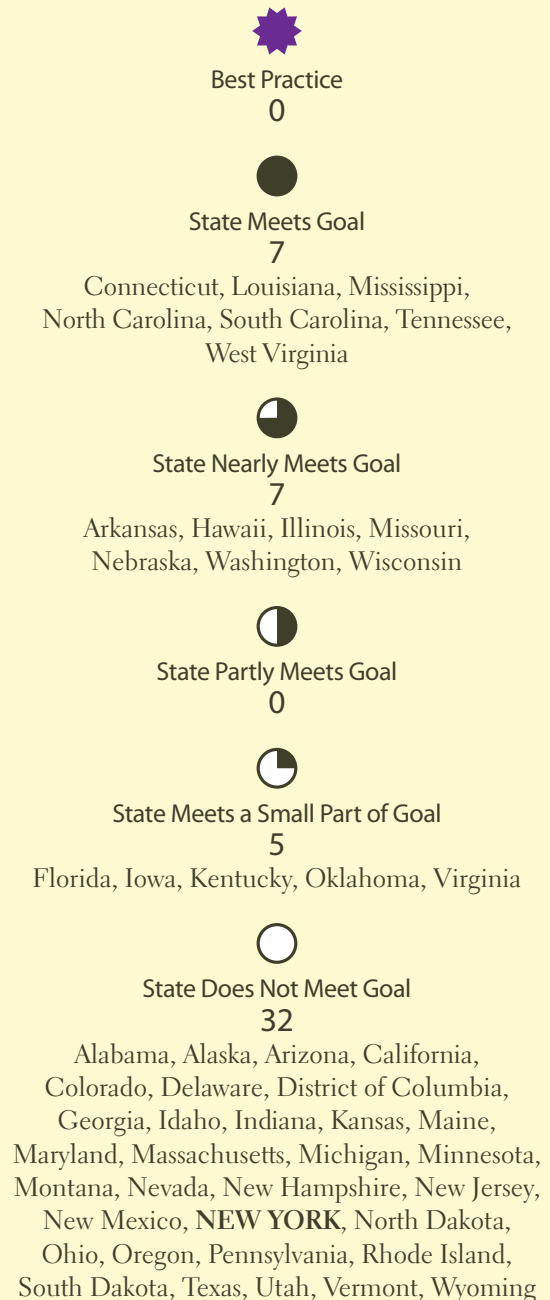 Best Practice
0
State Meets Goal
7
Connecticut, Louisiana, Mississippi,
North Carolina, South Carolina, Tennessee,
West Virginia
State Nearly Meets Goal
7
Arkansas, Hawaii, Illinois, Missouri,
Nebraska, Washington, Wisconsin
State Partly Meets Goal
0
State Meets a Small Part of Goal
5
Florida, Iowa, Kentucky, Oklahoma, Virginia
State Does Not Meet Goal
32
Alabama, Alaska, Arizona, California,
Colorado, Delaware, District of Columbia,
Georgia, Idaho, Indiana, Kansas, Maine,
Maryland, Massachusetts, Michigan, Minnesota,
Montana, Nevada, New Hampshire, New Jersey,
New Mexico, NEW YORK, North Dakota,
Ohio, Oregon, Pennsylvania, Rhode Island,
South Dakota, Texas, Utah, Vermont, Wyoming